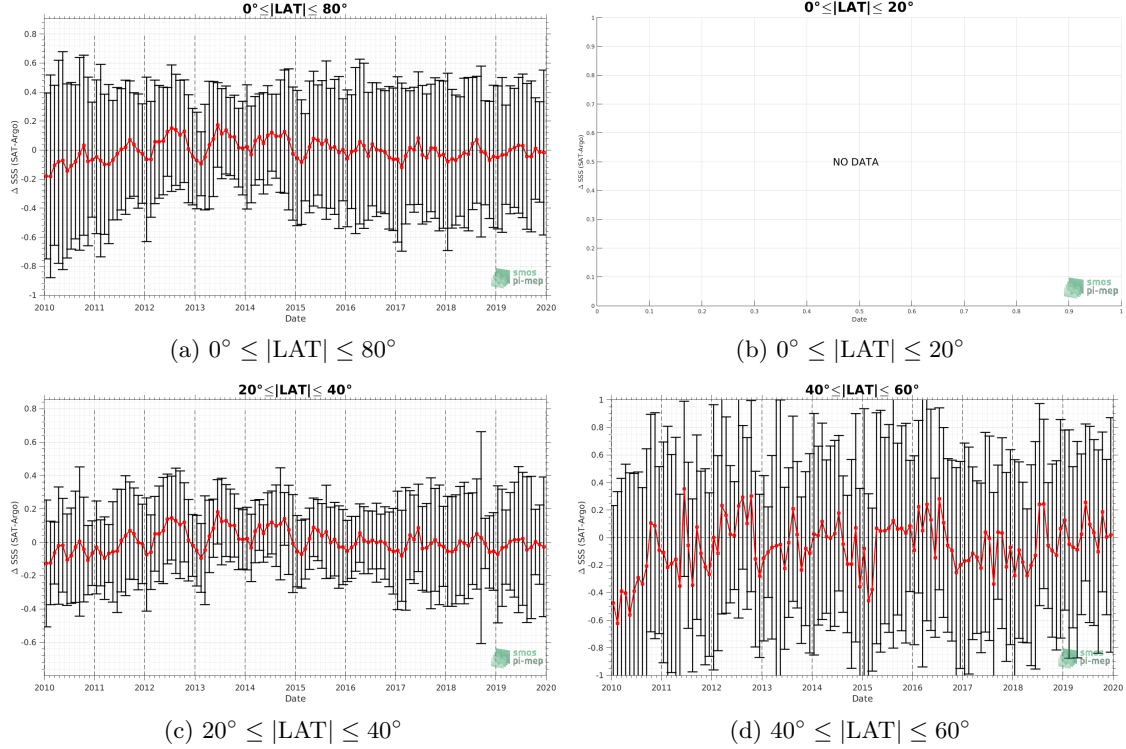 0°≤|LAT|≤ 80°
Δ SSS (SAT-Argo)
0.8
0.6
0.4
0.2
0
-0.2
-0.4
-0.6
-0.8
-1
2010 2011 2012 2013 2014 2015 2016 2017 2018 2019 2020
Date
smos
pi-mep
(a) 0° ≤ |LAT| ≤ 80°
0°≤|LAT|≤ 20°
Δ SSS (SAT-Argo)
1
0.9
0.8
0.7
0.6
0.5
0.4
0.3
0.2
0.1
0
NO DATA
0 0.1 0.2 0.3 0.4 0.5 0.6 0.7 0.8 0.9 1
Date
smos
pi-mep
(b) 0° ≤ |LAT| ≤ 20°
20°≤|LAT|≤ 40°
Δ SSS (SAT-Argo)
0.8
0.6
0.4
0.2
0
-0.2
-0.4
-0.6
2010 2011 2012 2013 2014 2015 2016 2017 2018 2019 2020
Date
smos
pi-mep
(c) 20° ≤ |LAT| ≤ 40°
40°≤|LAT|≤ 60°
Δ SSS (SAT-Argo)
1
0.8
0.6
0.4
0.2
0
-0.2
-0.4
-0.6
-0.8
-1
2010 2011 2012 2013 2014 2015 2016 2017 2018 2019 2020
Date
smos
pi-mep
(d) 40° ≤ |LAT| ≤ 60°